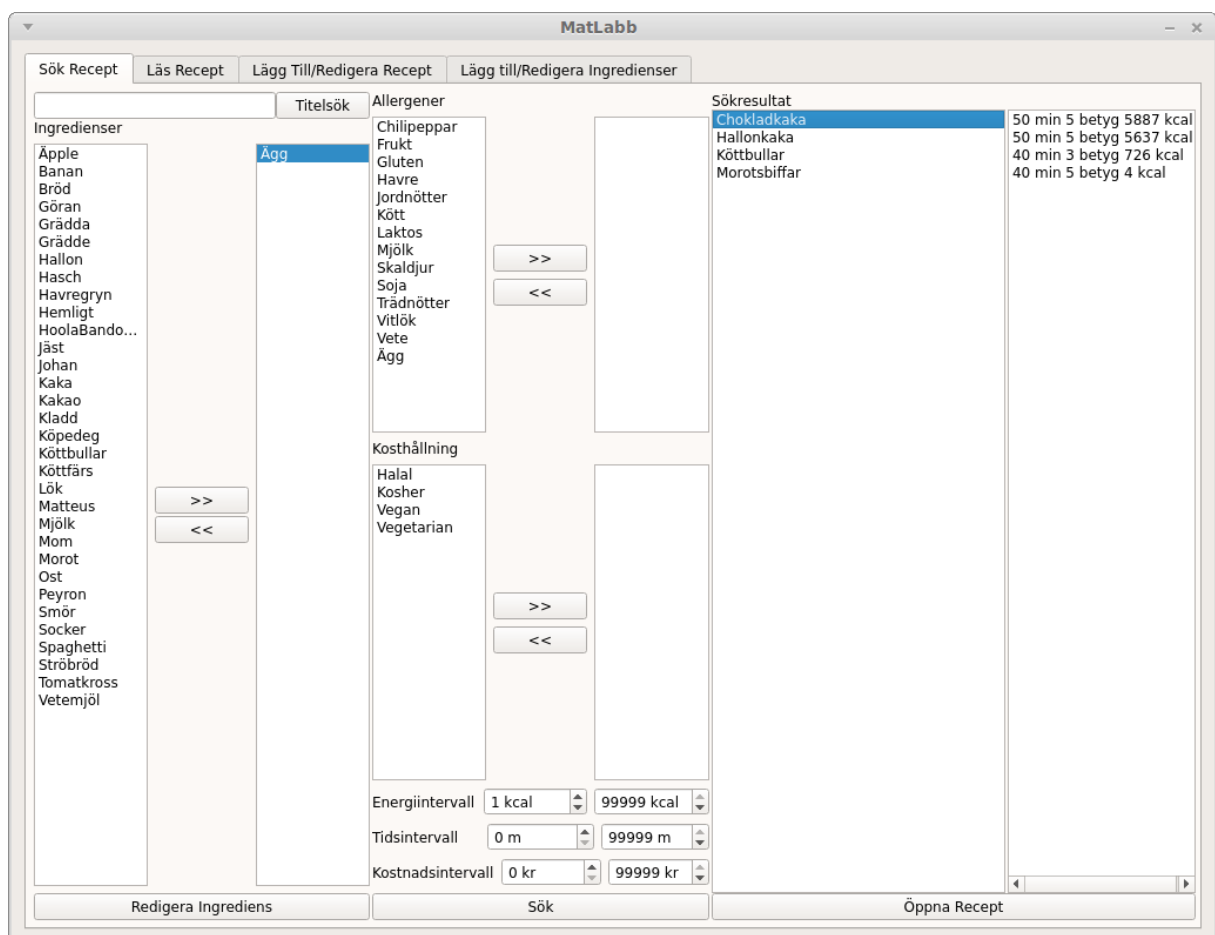 MatLabb
Sök Recept Läs Recept Lägg Till/Redigera Recept Lägg till/Redigera Ingredienser
Titelsök
Ingredienser
Äpple
Banan
Bröd
Göran
Grädda
Grädde
Hallon
Hasch
Havregryn
Hemligt
HoolaBando...
Jäst
Johan
Kaka
Kakao
Kladd
Köpedeg
Köttbullar
Köttfärs
Lök
Matteus
Mjölk
Mom
Morot
Ost
Peyron
Smör
Socker
Spaghetti
Ströbröd
Tomatkross
Vetemjöl
>>
<<
Ägg
Redigera Ingrediens
Allergener
Chilipeppar
Frukt
Gluten
Havre
Jordnötter
Kött
Laktos
Mjölk
Skaldjur
Soja
Trädnötter
Vitlök
Vete
Ägg
>>
<<
Kosthållning
Halal
Kosher
Vegan
Vegetarian
>>
<<
Energiintervall 1 kcal 99999 kcal
Tidsintervall 0 m 99999 m
Kostnadsintervall 0 kr 99999 kr
Sök
Sökresultat
Chokladkaka 50 min 5 betyg 5887 kcal
Hallonkaka 50 min 5 betyg 5637 kcal
Köttbullar 40 min 3 betyg 726 kcal
Morotsbiffar 40 min 5 betyg 4 kcal
Öppna Recept